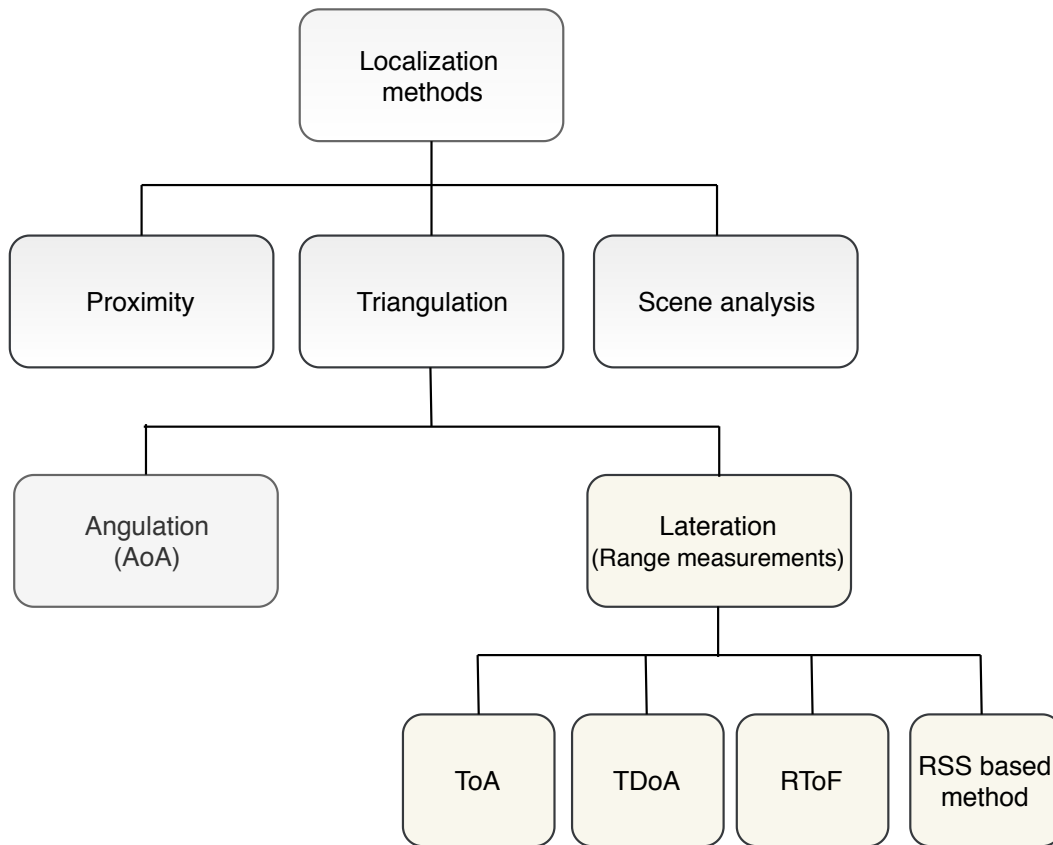 Localization
methods
Proximity
Triangulation
Scene analysis
Angulation
(AoA)
Lateration
(Range measurements)
ToA
TDoA
RToF
RSS based
method